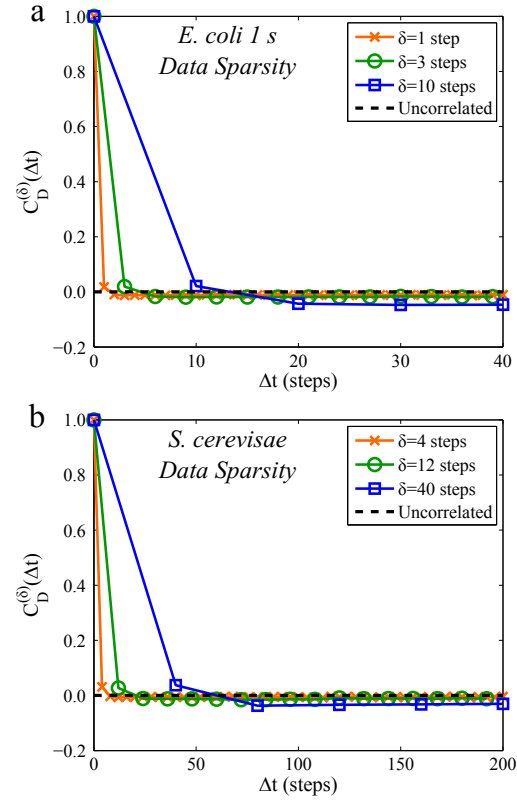 a
E. coli 1 s
Data Sparsity
δ=1 step
δ=3 steps
δ=10 steps
Uncorrelated
1.0
0.8
0.6
0.4
0.2
0.0
−0.2
C_D^(δ)(Δt)
0
10
20
30
40
Δt (steps)
b
S. cerevisae
Data Sparsity
δ=4 steps
δ=12 steps
δ=40 steps
Uncorrelated
1.0
0.8
0.6
0.4
0.2
0.0
−0.2
C_D^(δ)(Δt)
0
50
100
150
200
Δt (steps)